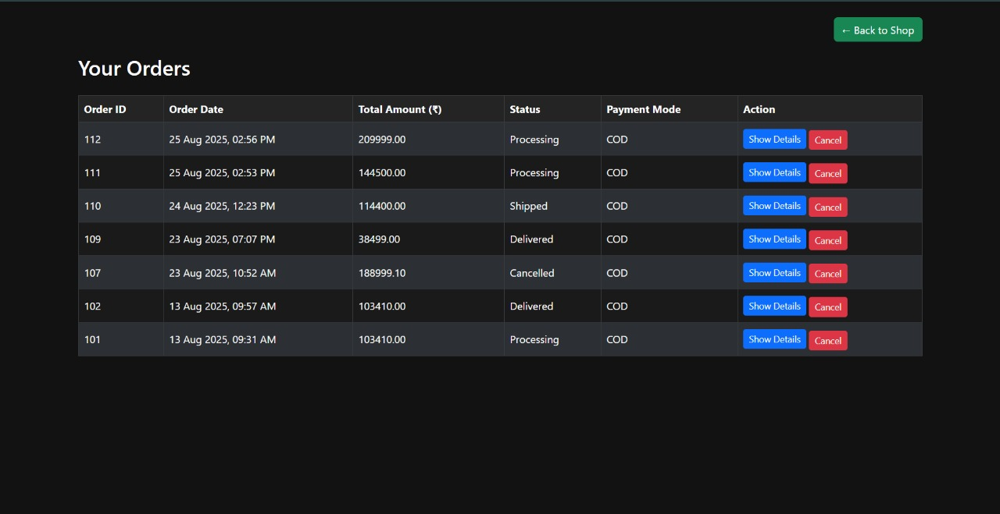 ← Back to Shop
Your Orders
Order ID Order Date Total Amount (₹) Status Payment Mode Action
112 25 Aug 2025, 02:56 PM 209999.00 Processing COD Show Details Cancel
111 25 Aug 2025, 02:53 PM 144500.00 Processing COD Show Details Cancel
110 24 Aug 2025, 12:23 PM 114400.00 Shipped COD Show Details Cancel
109 23 Aug 2025, 07:07 PM 38499.00 Delivered COD Show Details Cancel
107 23 Aug 2025, 10:52 AM 188999.10 Cancelled COD Show Details Cancel
102 13 Aug 2025, 09:57 AM 103410.00 Delivered COD Show Details Cancel
101 13 Aug 2025, 09:31 AM 103410.00 Processing COD Show Details Cancel